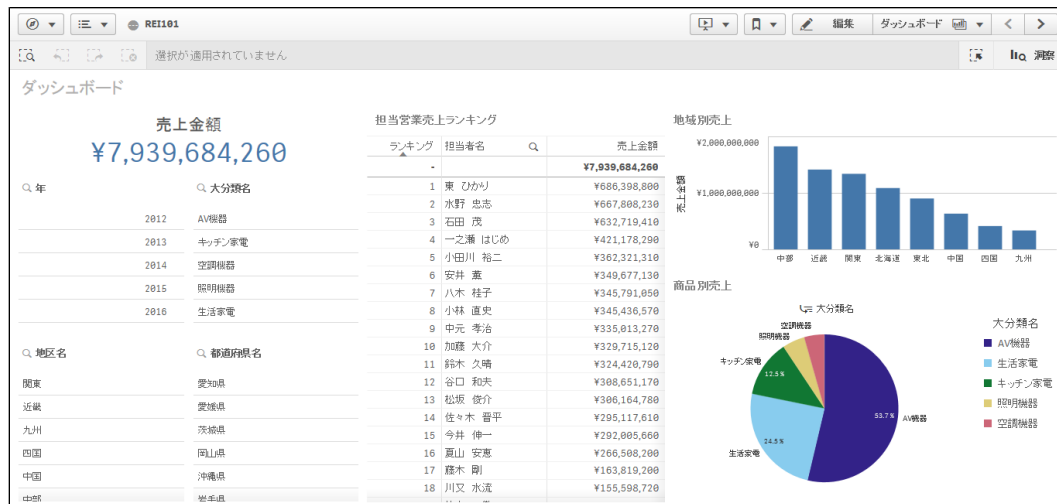 REI101
編集
ダッシュボード
選択が適用されていません
洞察
ダッシュボード
売上金額
¥7,939,684,260
年
2012
2013
2014
2015
2016
大分類名
AV機器
キッチン家電
空調機器
照明機器
生活家電
地区名
関東
近畿
九州
四国
中国
中部
都道府県名
愛知県
愛媛県
茨城県
岡山県
沖縄県
岩手県
担当営業売上ランキング
ランキング 担当者名 売上金額
- ¥7,939,684,260
1 東 ひかり ¥686,398,800
2 水野 忠志 ¥667,808,230
3 石田 茂 ¥632,719,410
4 一之瀬 はじめ ¥421,178,290
5 小田川 裕二 ¥362,321,310
6 安井 薫 ¥349,677,130
7 八木 桂子 ¥345,791,050
8 小林 直史 ¥345,436,570
9 中元 孝治 ¥335,013,270
10 加藤 大介 ¥329,715,120
11 鈴木 久晴 ¥324,420,790
12 谷口 和夫 ¥308,651,170
13 松坂 俊介 ¥306,164,780
14 佐々木 晋平 ¥295,117,610
15 今井 伸一 ¥292,005,660
16 夏山 安恵 ¥266,508,200
17 藤木 剛 ¥163,819,200
18 川又 水流 ¥155,598,720
地域別売上
売上金額
¥2,000,000,000
¥1,000,000,000
¥0
中部 近畿 関東 北海道 東北 中国 四国 九州
商品別売上
大分類名
空調機器
照明機器
キッチン家電
12.5%
53.7%
AV機器
24.5%
生活家電
大分類名
AV機器
生活家電
キッチン家電
照明機器
空調機器